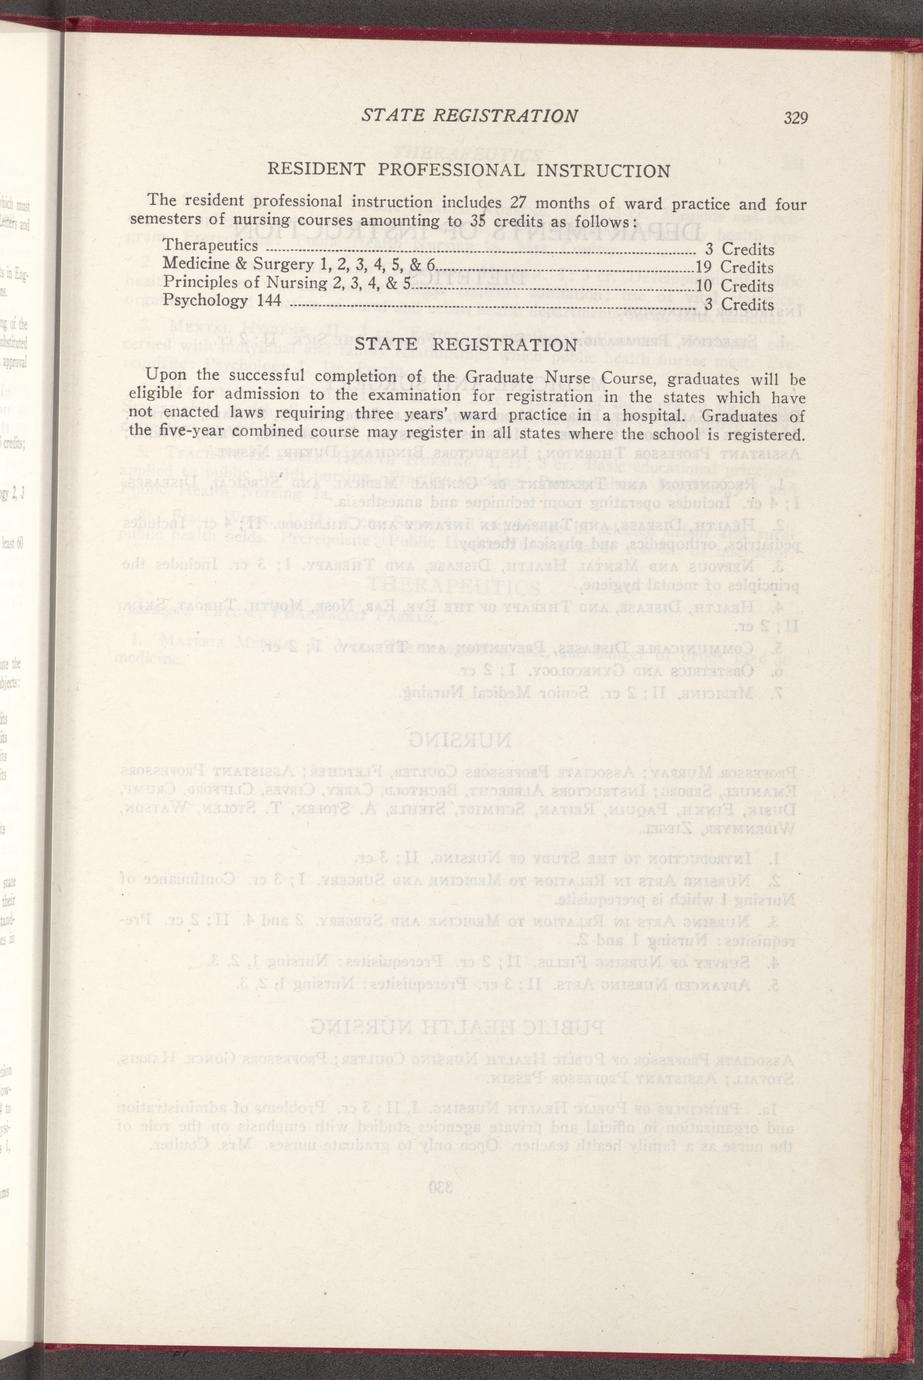 STATE REGISTRATION 329
RESIDENT PROFESSIONAL INSTRUCTION
The resident professional instruction includes 27 months of ward practice and four
semesters of nursing courses amounting to 35 credits as follows:
Therapeutics ........ 3 Credits
Medicine & Surgery 1, 2, 3, 4, 5, & 6........19 Credits
Principles of Nursing 2, 3, 4, & 5........10 Credits
Psychology 144 ........ 3 Credits
STATE REGISTRATION
Upon the successful completion of the Graduate Nurse Course, graduates will be
eligible for admission to the examination for registration in the states which have
not enacted laws requiring three years' ward practice in a hospital. Graduates of
the five-year combined course may register in all states where the school is registered.